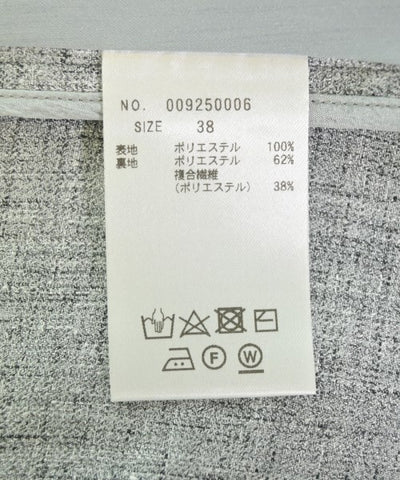 NO. 009250006
SIZE 38
表地 ポリエステル 100%
裏地 ポリエステル 62%
複合繊維
(ポリエステル) 38%
F W